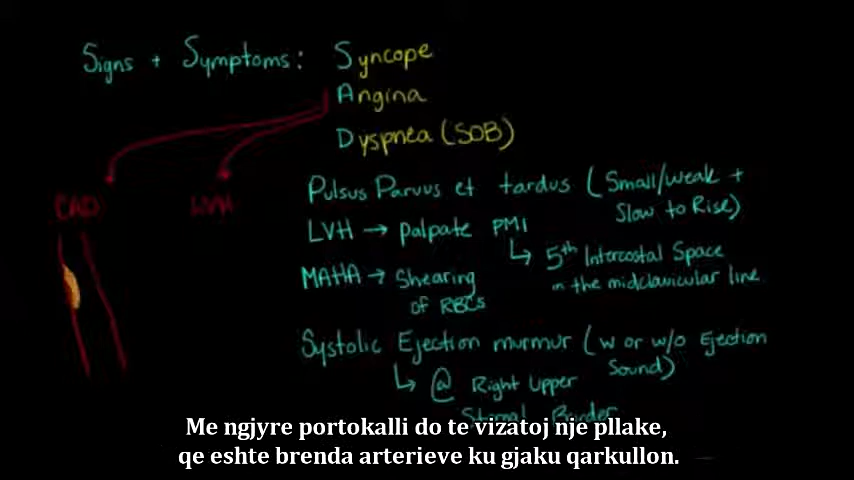 Signs + Symptoms: Syncope
Angina
Dyspnea (SOB)
CAD
LVH
Pulsus Parvus et tardus (Small/weak +
Slow to Rise)
LVH → palpate PMI
↳ 5th Intercostal Space
in the midclavicular line
MAHA → Shearing
of RBCs
Systolic Ejection murmur (w or w/o Ejection
Sound)
↳ @ Right Upper
Sternal Border
Me ngjyre portokalli do te vizatoj nje pllake,
qe eshte brenda arterieve ku gjaku qarkullon.